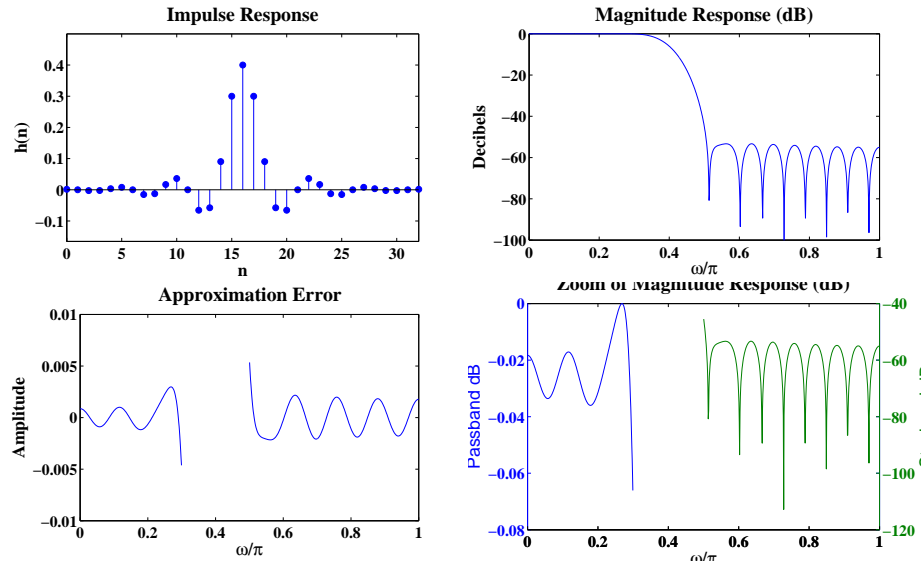 Impulse Response
h(n)
0.4
0.3
0.2
0.1
0
−0.1
0 5 10 15 20 25 30
n
Magnitude Response (dB)
Decibels
0
−20
−40
−60
−80
−100
0 0.2 0.4 0.6 0.8 1
ω/π
Approximation Error
Amplitude
0.01
0.005
0
−0.005
−0.01
0 0.2 0.4 0.6 0.8 1
ω/π
Zoom of Magnitude Response (dB)
Passband dB
0
−0.02
−0.04
−0.06
−0.08
−40
−60
−80
−100
−120
0 0.2 0.4 0.6 0.8 1
ω/π